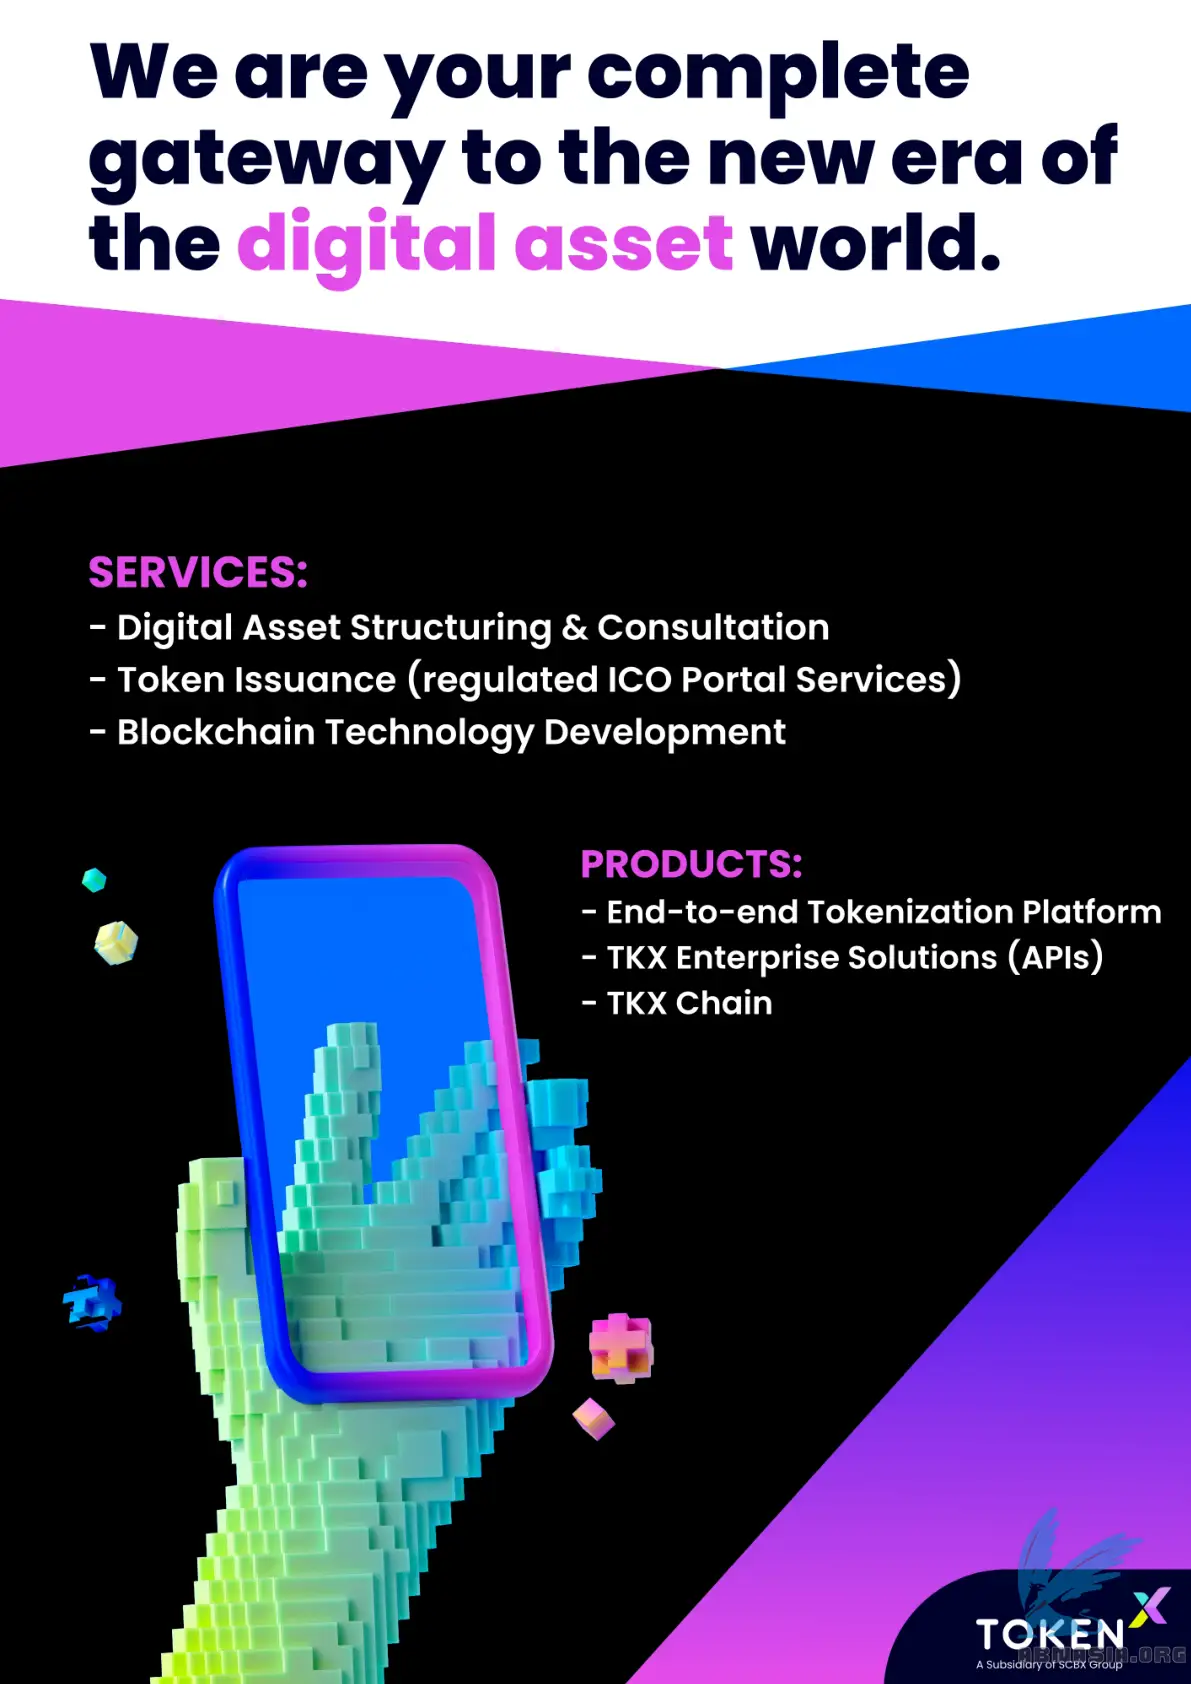 We are your complete
gateway to the new era of
the digital asset world.
SERVICES:
- Digital Asset Structuring & Consultation
- Token Issuance (regulated ICO Portal Services)
- Blockchain Technology Development
PRODUCTS:
- End-to-end Tokenization Platform
- TKX Enterprise Solutions (APIs)
- TKX Chain
TOKEN X
A Subsidiary of SCBX Group
ABNASIA.ORG